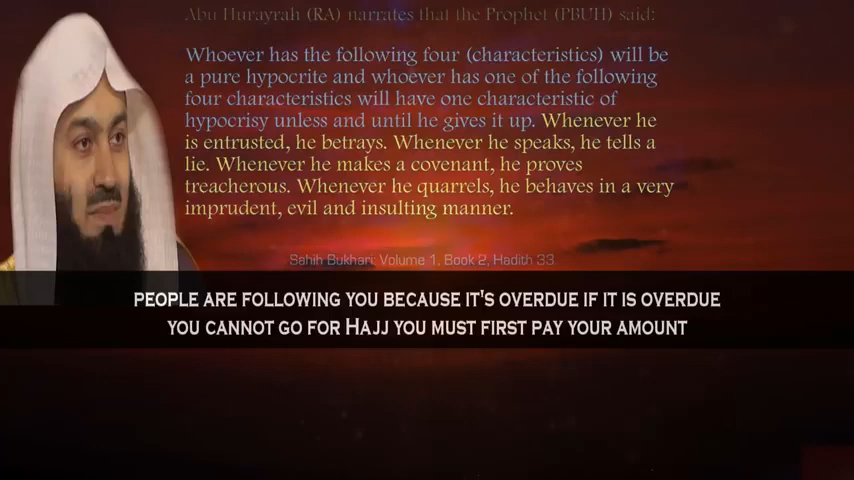 Abu Hurayrah (RA) narrates that the Prophet (PBUH) said:
Whoever has the following four (characteristics) will be
a pure hypocrite and whoever has one of the following
four characteristics will have one characteristic of
hypocrisy unless and until he gives it up. Whenever he
is entrusted, he betrays. Whenever he speaks, he tells a
lie. Whenever he makes a covenant, he proves
treacherous. Whenever he quarrels, he behaves in a very
imprudent, evil and insulting manner.
Sahih Bukhari: Volume 1, Book 2, Hadith 33
PEOPLE ARE FOLLOWING YOU BECAUSE IT'S OVERDUE IF IT IS OVERDUE
YOU CANNOT GO FOR HAJJ YOU MUST FIRST PAY YOUR AMOUNT